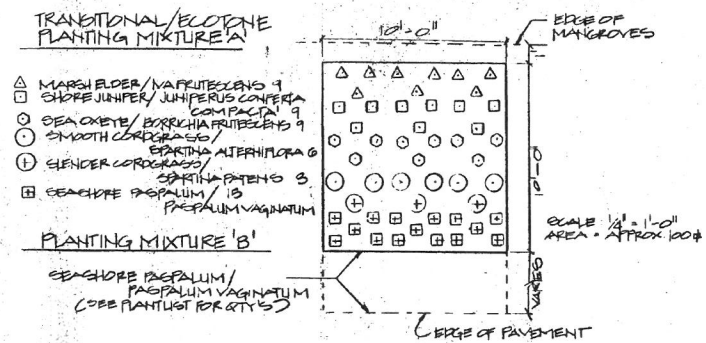 TRANSITIONAL/ECOTONE
PLANTING MIXTURE 'A'
MARSH ELDER/IVA FRUTESCENS 9
SHORE JUNIPER/JUNIPERUS CONFERTA
'COMPACTA' 9
SEA OXEYE/BORRICHIA FRUTESCENS 9
SMOOTH CORDGRASS/
SPARTINA ALTERNIFLORA 6
SLENDER CORDGRASS/
SPARTINA PATENS 3
SEASHORE PASPALUM/ 13
PASPALUM VAGINATUM
PLANTING MIXTURE 'B'
SEASHORE PASPALUM/
PASPALUM VAGINATUM
(SEE PLANT LIST FOR QTY'S)
10'-0"
EDGE OF
MANGROVES
10'-0"
SCALE 1/4" = 1'-0"
AREA = APPROX. 100 ϕ
VARIES
EDGE OF PAVEMENT